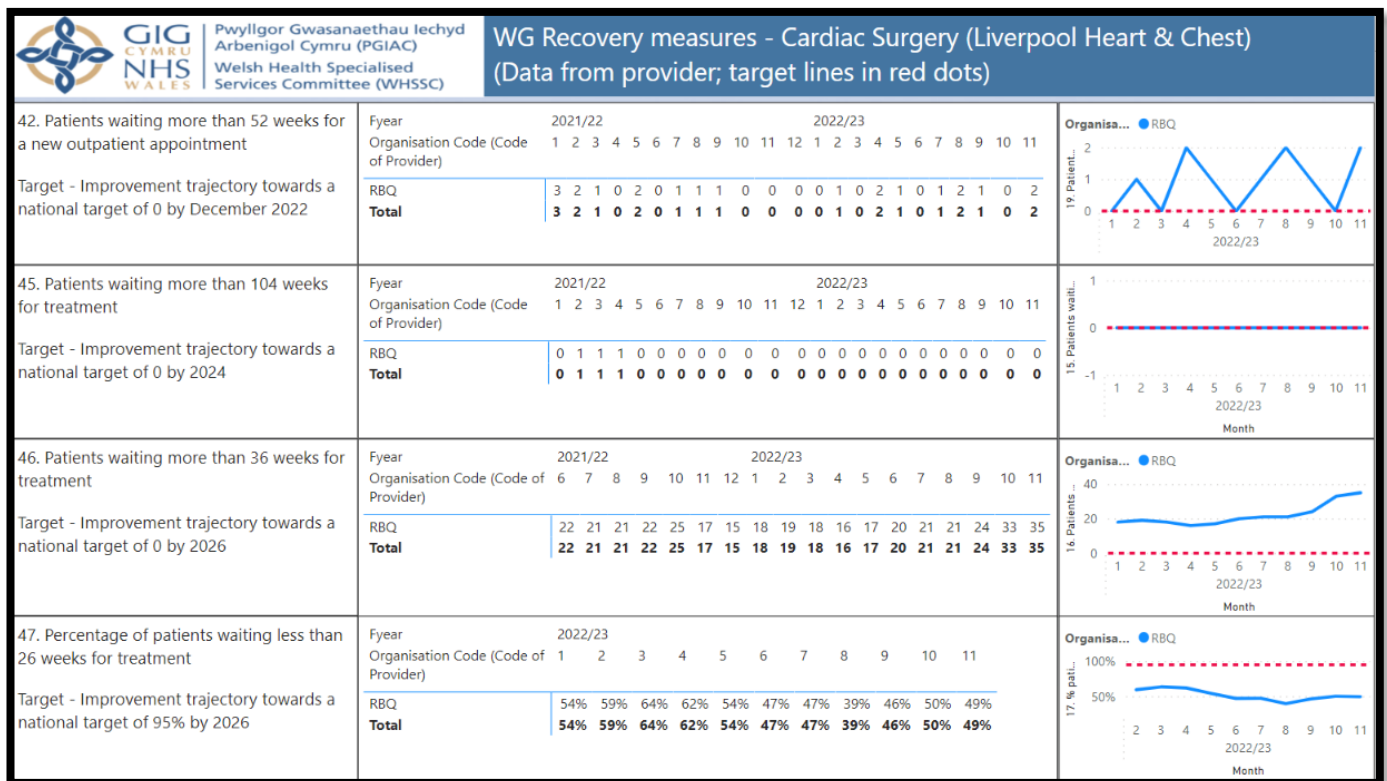 GIG
CYMRU
NHS
WALES
Pwyllgor Gwasanaethau Iechyd
Arbenigol Cymru (PGIAC)
Welsh Health Specialised
Services Committee (WHSSC)
WG Recovery measures - Cardiac Surgery (Liverpool Heart & Chest)
(Data from provider; target lines in red dots)
42. Patients waiting more than 52 weeks for
a new outpatient appointment
Target - Improvement trajectory towards a
national target of 0 by December 2022
Fyear 2021/22 2022/23
Organisation Code (Code 1 2 3 4 5 6 7 8 9 10 11 12 1 2 3 4 5 6 7 8 9 10 11
of Provider)
RBQ 3 2 1 0 2 0 1 1 1 0 0 0 0 1 0 2 1 0 1 2 1 0 2
Total 3 2 1 0 2 0 1 1 1 0 0 0 0 1 0 2 1 0 1 2 1 0 2
Organisa... RBQ
19. Patient...
2
1
0
1 2 3 4 5 6 7 8 9 10 11
2022/23
45. Patients waiting more than 104 weeks
for treatment
Target - Improvement trajectory towards a
national target of 0 by 2024
Fyear 2021/22 2022/23
Organisation Code (Code 1 2 3 4 5 6 7 8 9 10 11 12 1 2 3 4 5 6 7 8 9 10 11
of Provider)
RBQ 0 1 1 1 0 0 0 0 0 0 0 0 0 0 0 0 0 0 0 0 0 0 0
Total 0 1 1 1 0 0 0 0 0 0 0 0 0 0 0 0 0 0 0 0 0 0 0
15. Patients waiti...
1
0
-1
1 2 3 4 5 6 7 8 9 10 11
2022/23
Month
46. Patients waiting more than 36 weeks for
treatment
Target - Improvement trajectory towards a
national target of 0 by 2026
Fyear 2021/22 2022/23
Organisation Code (Code of 6 7 8 9 10 11 12 1 2 3 4 5 6 7 8 9 10 11
Provider)
RBQ 22 21 21 22 25 17 15 18 19 18 16 17 20 21 21 24 33 35
Total 22 21 21 22 25 17 15 18 19 18 16 17 20 21 21 24 33 35
Organisa... RBQ
16. Patients ...
40
20
0
1 2 3 4 5 6 7 8 9 10 11
2022/23
Month
47. Percentage of patients waiting less than
26 weeks for treatment
Target - Improvement trajectory towards a
national target of 95% by 2026
Fyear 2022/23
Organisation Code (Code of 1 2 3 4 5 6 7 8 9 10 11
Provider)
RBQ 54% 59% 64% 62% 54% 47% 47% 39% 46% 50% 49%
Total 54% 59% 64% 62% 54% 47% 47% 39% 46% 50% 49%
Organisa... RBQ
17. % pati...
100%
50%
2 3 4 5 6 7 8 9 10 11
2022/23
Month